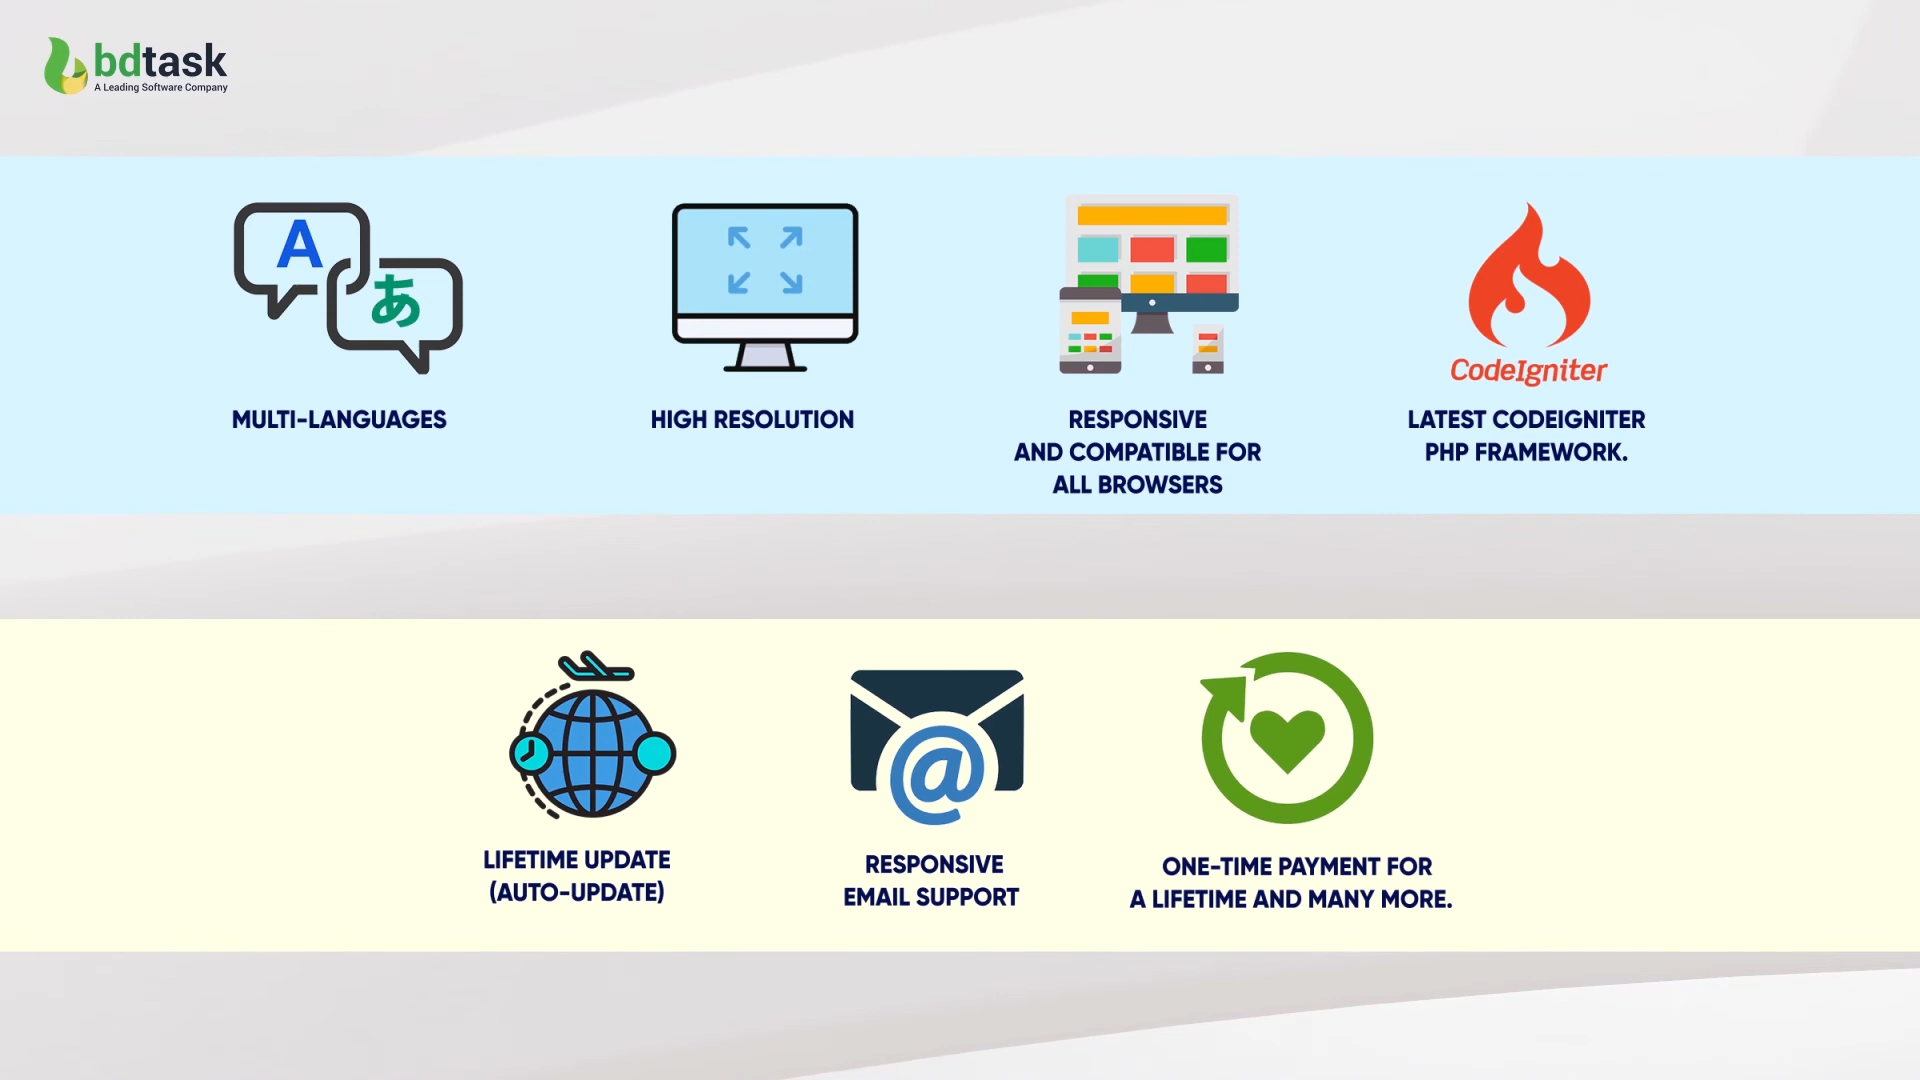 bdtask
A Leading Software Company
A
あ
CodeIgniter
MULTI-LANGUAGES
HIGH RESOLUTION
RESPONSIVE
AND COMPATIBLE FOR
ALL BROWSERS
LATEST CODEIGNITER
PHP FRAMEWORK.
@
LIFETIME UPDATE
(AUTO-UPDATE)
RESPONSIVE
EMAIL SUPPORT
ONE-TIME PAYMENT FOR
A LIFETIME AND MANY MORE.